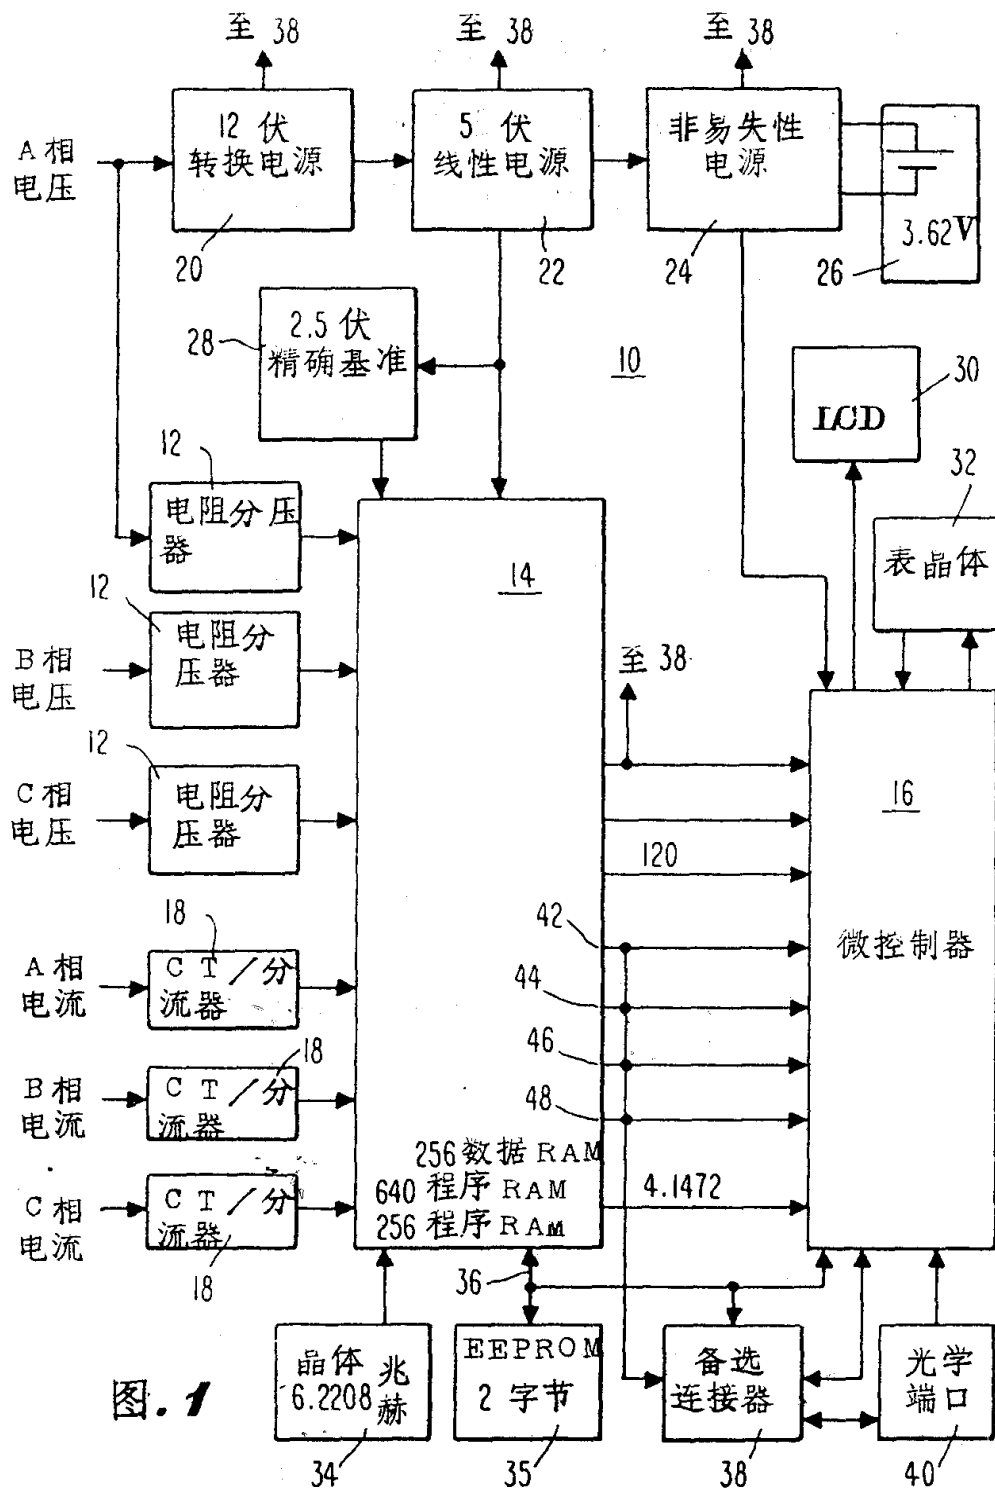 至 38
至 38
至 38
12 伏
转换电源
5 伏
线性电源
非易失性
电源
A相
电压
20
22
24
3.62V
26
28
2.5 伏
精确基准
10
30
LCD
12
电阻分压
器
32
表晶体
14
12
电阻分
压器
B相
电压
至 38
12
电阻分
压器
C相
电压
16
120
微控制器
18
CT/分
流器
A相
电流
42
44
18
CT/分
流器
B相
电流
46
48
256 数据 RAM
640 程序 RAM
256 程序 RAM
4.1472
CT/分
流器
C相
电流
18
36
晶体
6.2208
兆
赫
EEPROM
2 字节
备选
连接器
光学
端口
图.1
34
35
38
40